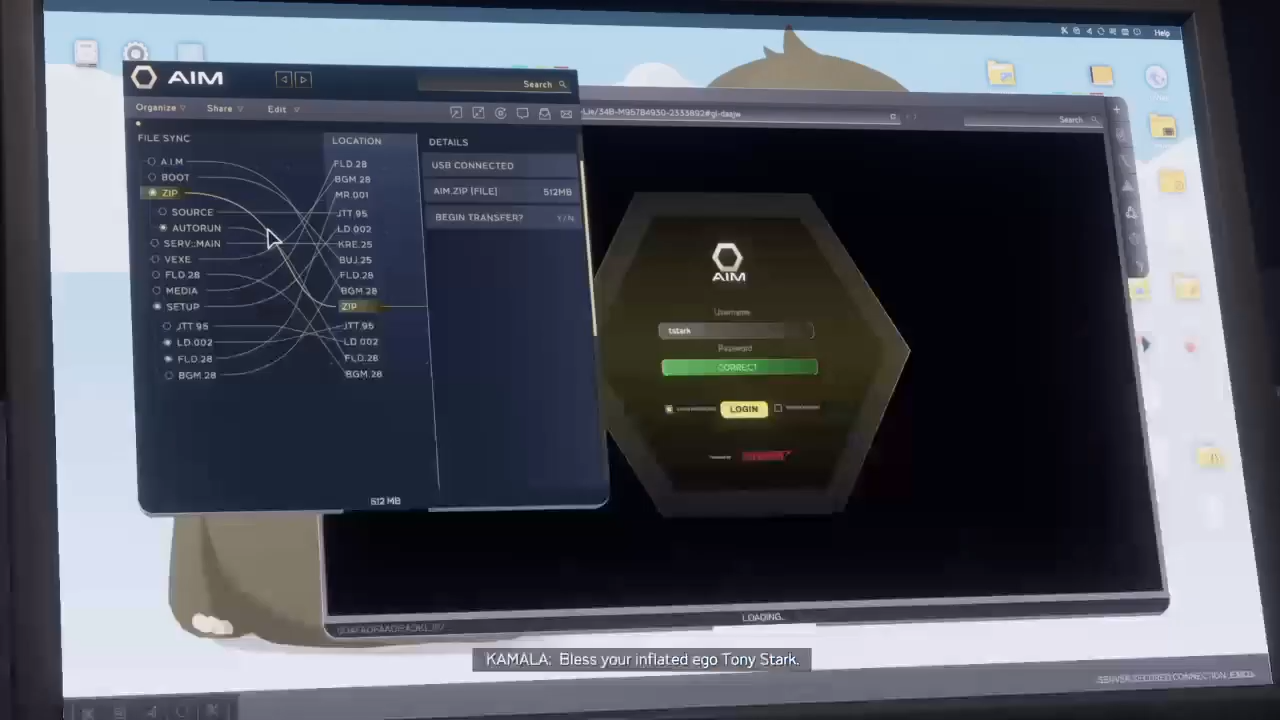 Help
AIM
Search
Organize
Share
Edit
FILE SYNC
LOCATION
DETAILS
A.I.M
BOOT
ZIP
SOURCE
AUTORUN
SERV::MAIN
VEXE
FLD.28
MEDIA
SETUP
JTT 95
LD.002
FLD.28
BGM.28
FLD.28
BGM.28
MR.001
JTT.95
LD.002
KRE.25
BUJ.25
FLD.28
BGM.28
ZIP
JTT.95
LD 002
FLD.28
BGM.28
USB CONNECTED
AIM.ZIP [FILE] 512MB
BEGIN TRANSFER? Y/N
512 MB
Search
AIM
Username
tstark
Password
CORRECT
LOGIN
LOADING..
KAMALA: Bless your inflated ego Tony Stark.